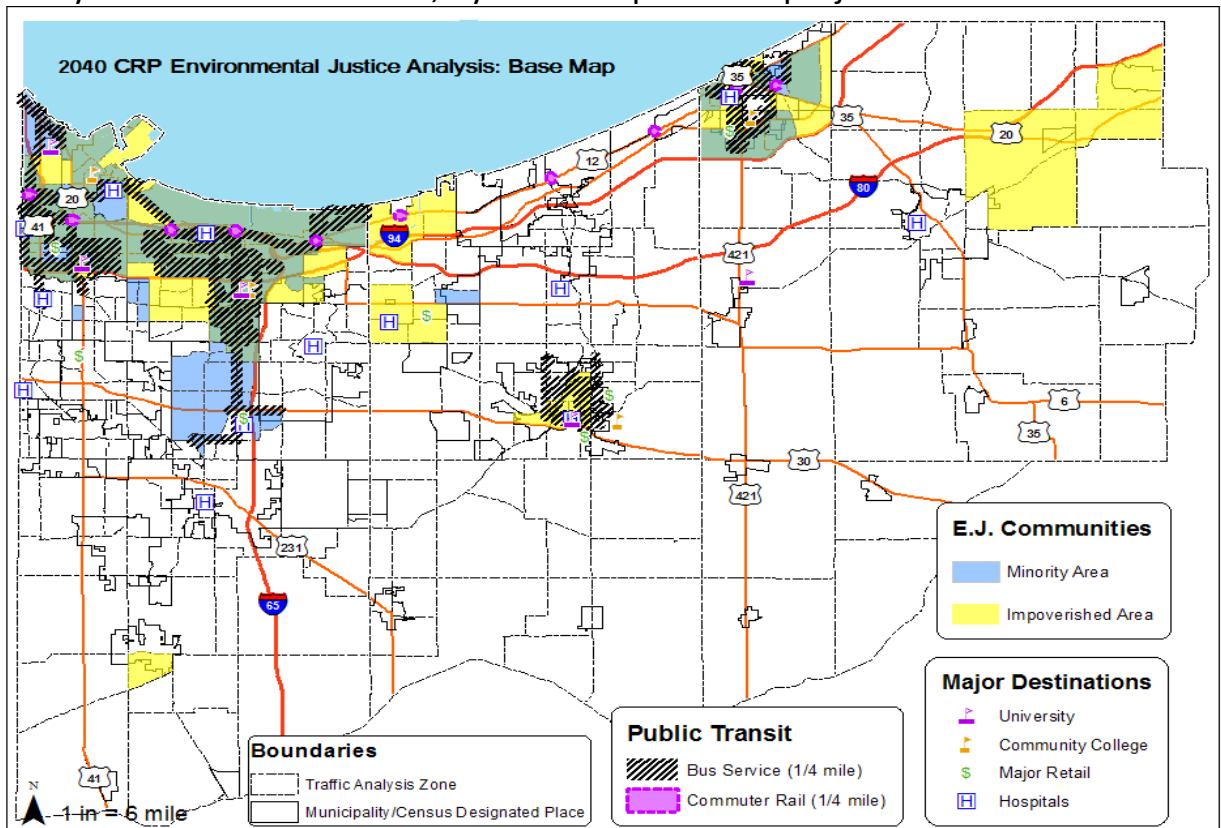 2040 CRP Environmental Justice Analysis: Base Map
35
H
$
35
20
12
80
H
20
41
H
H
H
$
94
421
H
H
H
$
H
$
H
H
$
$
H
$
6
35
30
421
H
231
65
E.J. Communities
Minority Area
Impoverished Area
Major Destinations
University
Community College
$ Major Retail
H Hospitals
Public Transit
Bus Service (1/4 mile)
Commuter Rail (1/4 mile)
Boundaries
Traffic Analysis Zone
Municipality/Census Designated Place
41
N
1 in = 6 mile